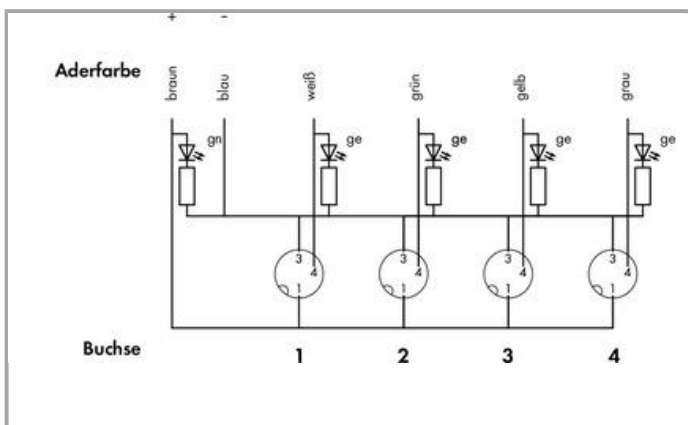 + –
Aderfarbe braun blau weiß grün gelb grau
gn ge ge ge ge
3 4 3 4 3 4 3 4
1 1 1 1
Buchse 1 2 3 4